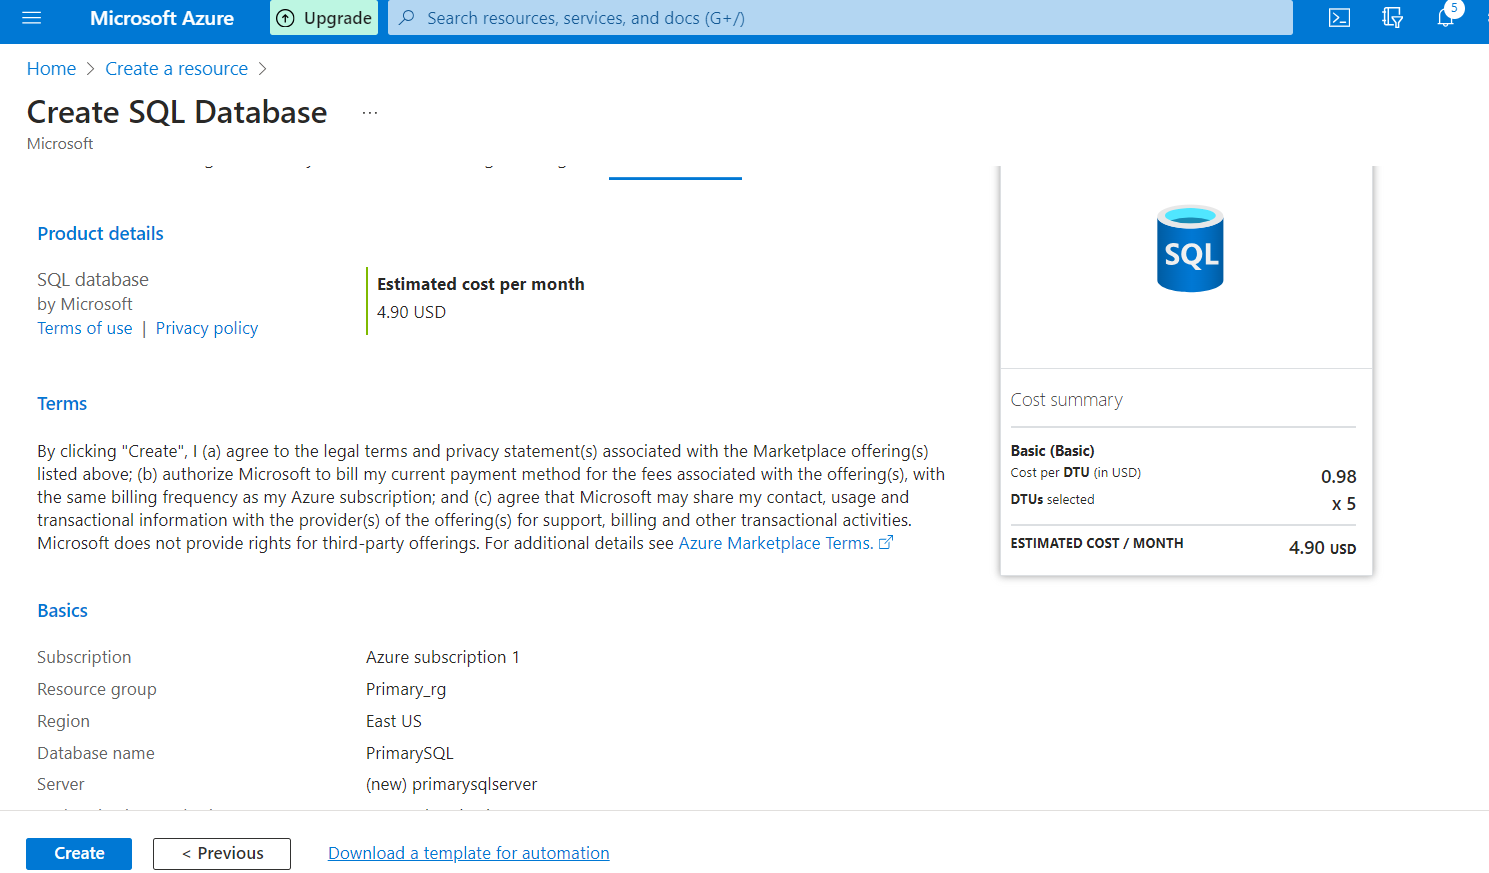 Microsoft Azure
Upgrade
Search resources, services, and docs (G+/)
5
Home > Create a resource >
Create SQL Database ...
Microsoft
Product details
SQL database
by Microsoft
Terms of use | Privacy policy
Estimated cost per month
4.90 USD
Terms
By clicking "Create", I (a) agree to the legal terms and privacy statement(s) associated with the Marketplace offering(s)
listed above; (b) authorize Microsoft to bill my current payment method for the fees associated with the offering(s), with
the same billing frequency as my Azure subscription; and (c) agree that Microsoft may share my contact, usage and
transactional information with the provider(s) of the offering(s) for support, billing and other transactional activities.
Microsoft does not provide rights for third-party offerings. For additional details see Azure Marketplace Terms.
Basics
Subscription Azure subscription 1
Resource group Primary_rg
Region East US
Database name PrimarySQL
Server (new) primarysqlserver
SQL
Cost summary
Basic (Basic)
Cost per DTU (in USD) 0.98
DTUs selected x 5
ESTIMATED COST / MONTH 4.90 USD
Create
< Previous
Download a template for automation